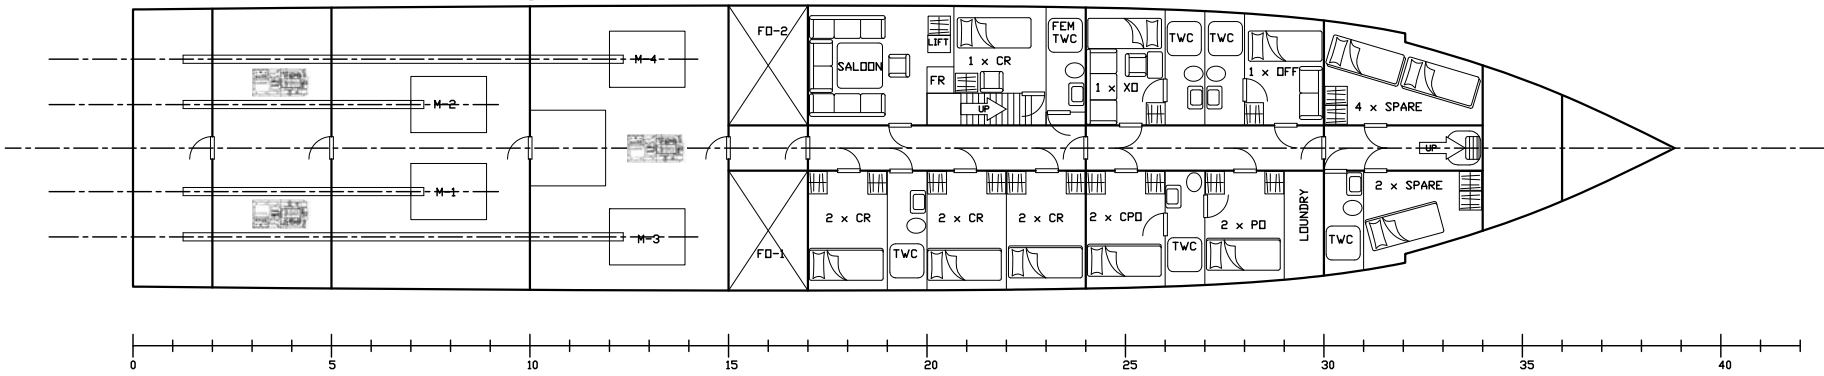 FO-2
FEM
TWC
TWC
TWC
LIFT
M-4
SALOON
1 x CR
1 x OFF
FR
1 x XO
M-2
UP
4 x SPARE
UP
M-1
2 x SPARE
2 x CR
2 x CR
2 x CR
2 x CPO
2 x PO
LOUNDRY
M-3
FO-1
TWC
TWC
TWC
0 5 10 15 20 25 30 35 40